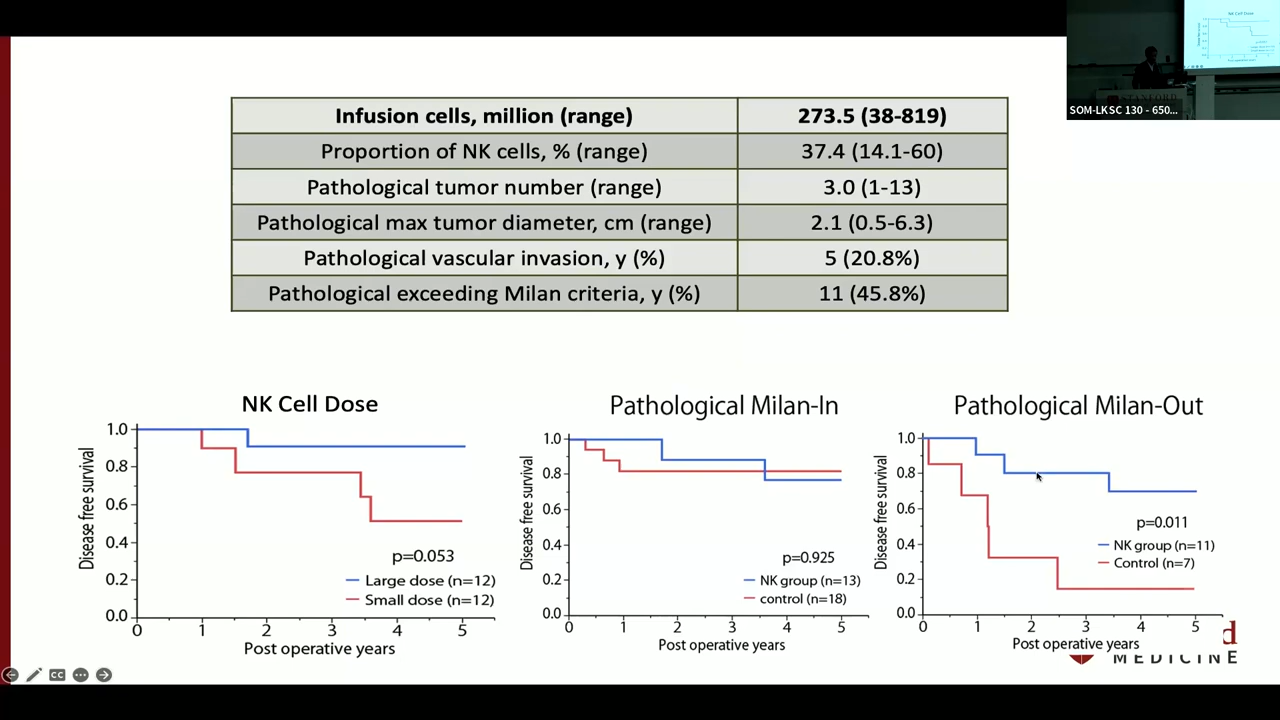 NK Cell Dose
STANFORD
SOM-LKSC 130 - 650...
Infusion cells, million (range) 273.5 (38-819)
Proportion of NK cells, % (range) 37.4 (14.1-60)
Pathological tumor number (range) 3.0 (1-13)
Pathological max tumor diameter, cm (range) 2.1 (0.5-6.3)
Pathological vascular invasion, y (%) 5 (20.8%)
Pathological exceeding Milan criteria, y (%) 11 (45.8%)
NK Cell Dose
Disease free survival
1.0
0.8
0.6
0.4
0.2
0.0
p=0.053
Large dose (n=12)
Small dose (n=12)
0 1 2 3 4 5
Post operative years
Pathological Milan-In
Disease free survival
1.0
0.8
0.6
0.4
0.2
0.0
p=0.925
NK group (n=13)
control (n=18)
0 1 2 3 4 5
Post operative years
Pathological Milan-Out
Disease free survival
1.0
0.8
0.6
0.4
0.2
0.0
p=0.011
NK group (n=11)
Control (n=7)
0 1 2 3 4 5
Post operative years
d
MEDICINE
CC